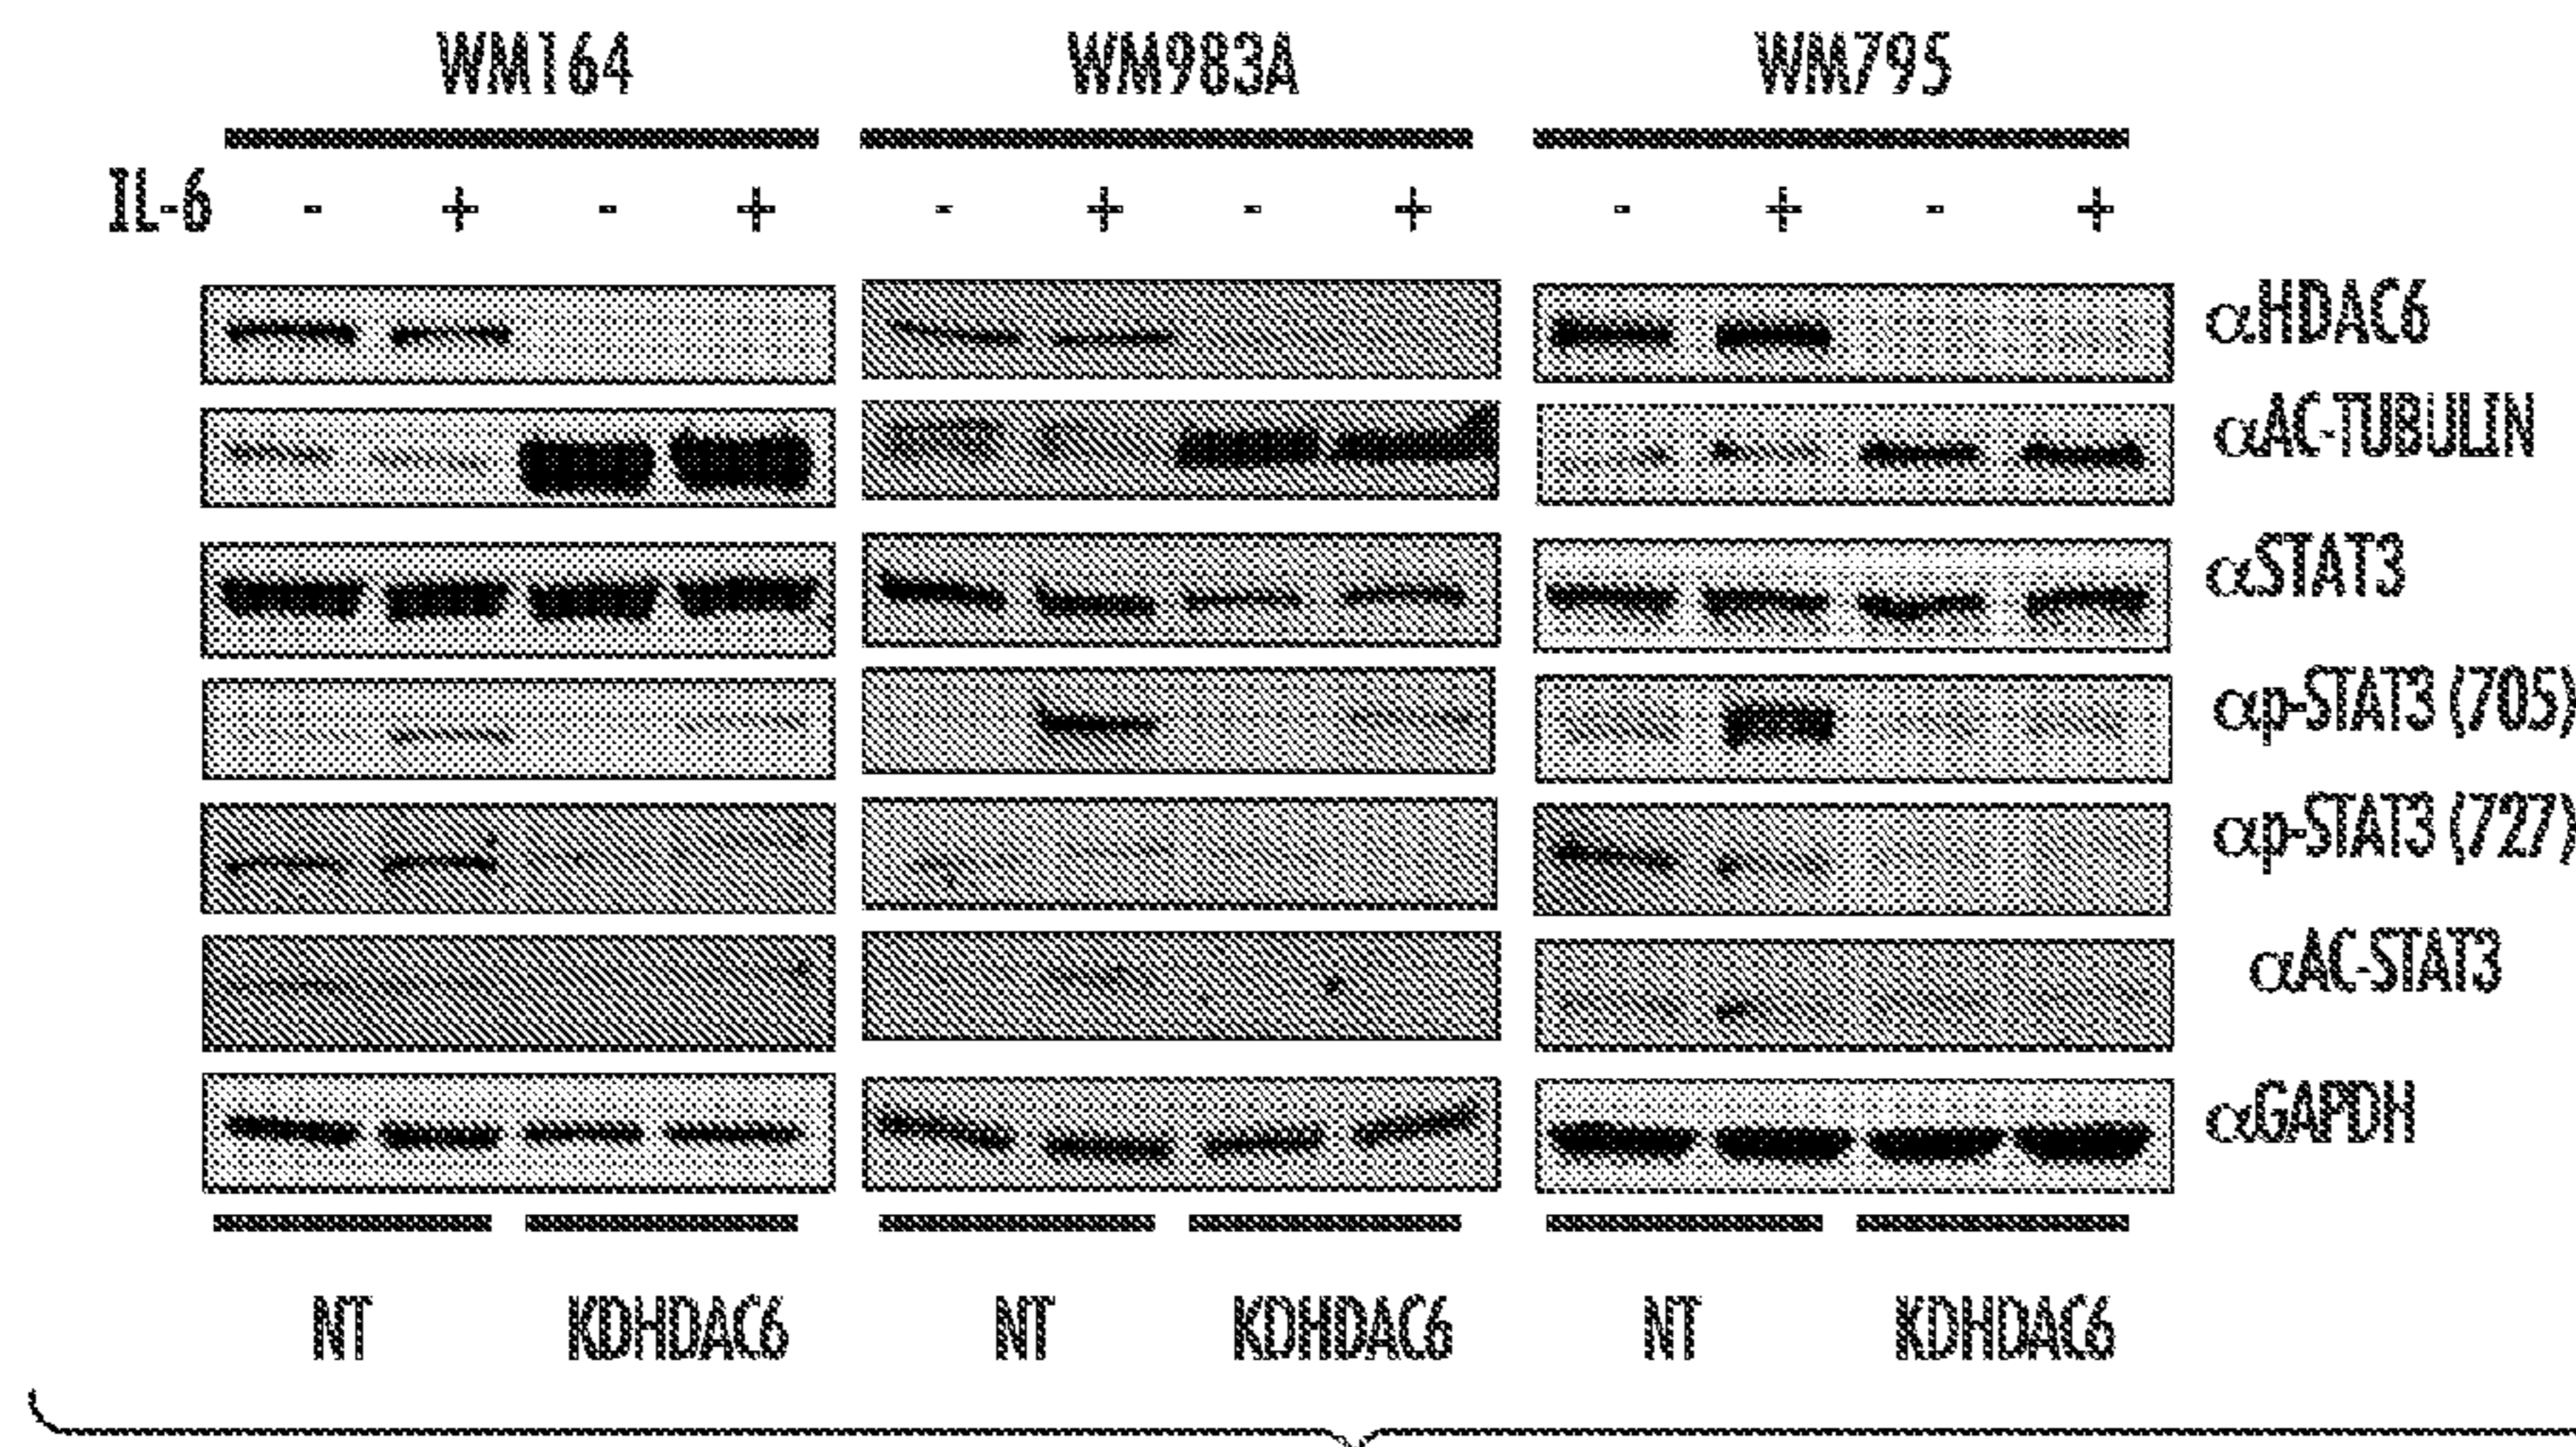 WM164 WM983A WM795
IL-6 - + - + - + - + - + - +
αHDAC6
αAC-TUBULIN
αSTAT3
αp-STAT3 (705)
αp-STAT3 (727)
αAC-STAT3
αGAPDH
NT KDHDAC6 NT KDHDAC6 NT KDHDAC6